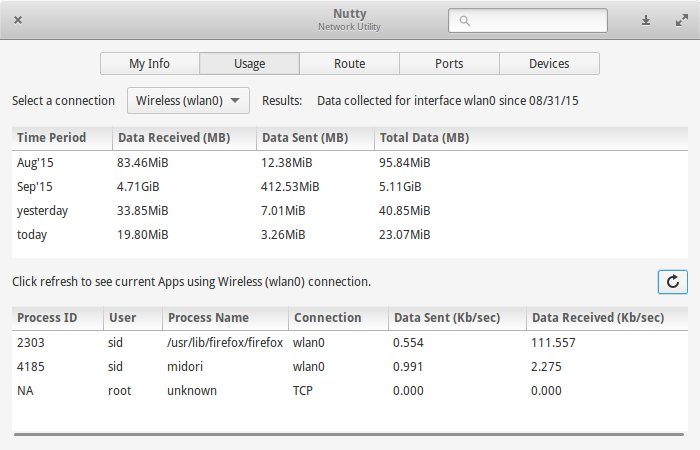 Nutty
Network Utility
My Info Usage Route Ports Devices
Select a connection Wireless (wlan0) Results: Data collected for interface wlan0 since 08/31/15
Time Period Data Received (MB) Data Sent (MB) Total Data (MB)
Aug'15 83.46MiB 12.38MiB 95.84MiB
Sep'15 4.71GiB 412.53MiB 5.11GiB
yesterday 33.85MiB 7.01MiB 40.85MiB
today 19.80MiB 3.26MiB 23.07MiB
Click refresh to see current Apps using Wireless (wlan0) connection.
Process ID User Process Name Connection Data Sent (Kb/sec) Data Received (Kb/sec)
2303 sid /usr/lib/firefox/firefox wlan0 0.554 111.557
4185 sid midori wlan0 0.991 2.275
NA root unknown TCP 0.000 0.000